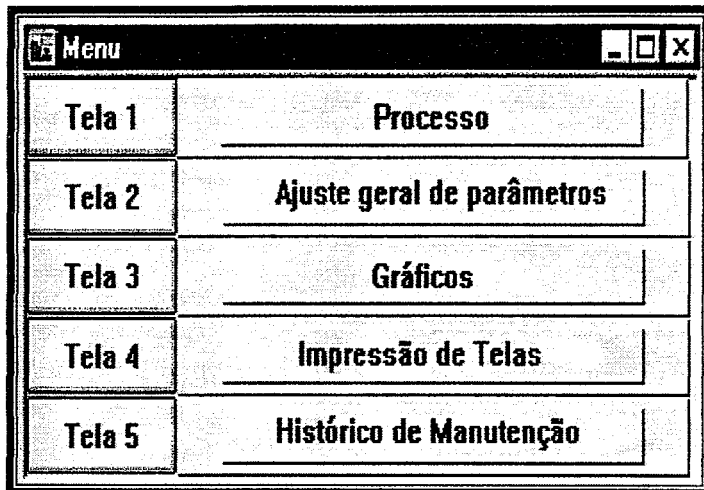 Menu
Tela 1 Processo
Tela 2 Ajuste geral de parâmetros
Tela 3 Gráficos
Tela 4 Impressão de Telas
Tela 5 Histórico de Manutenção